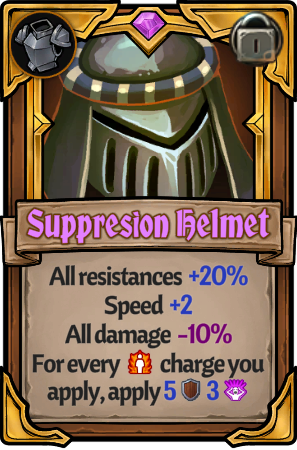 Suppresion Helmet
All resistances +20%
Speed +2
All damage -10%
For every charge you
apply, apply 5 3